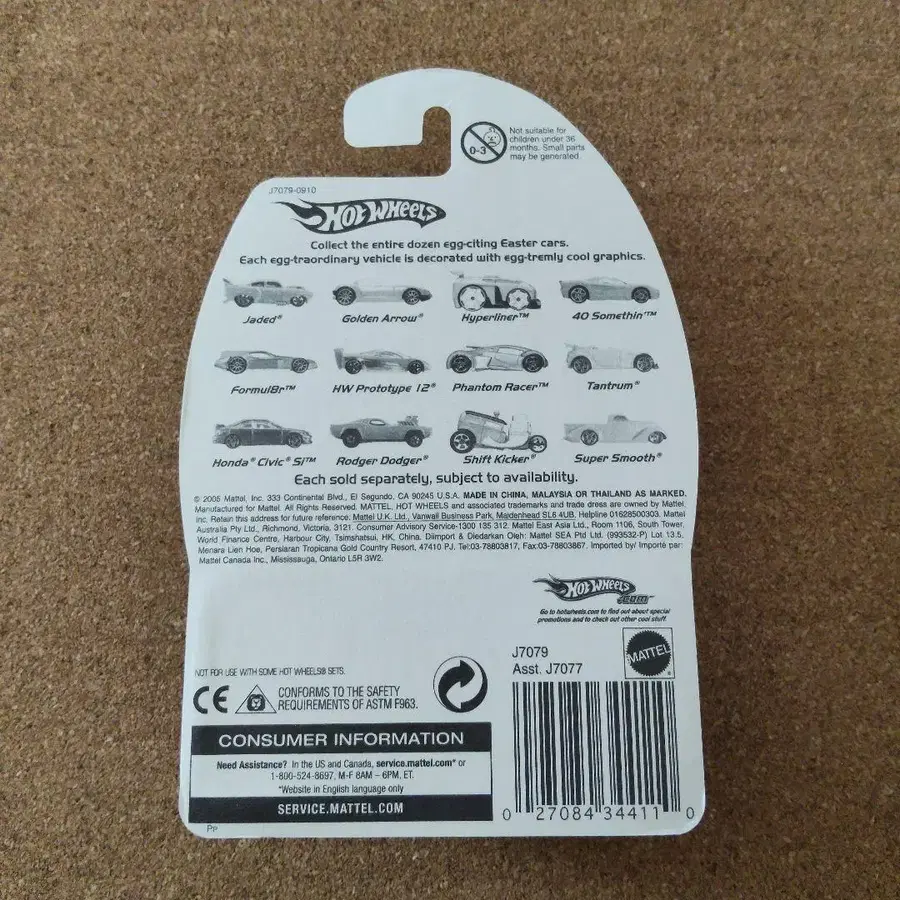 0-3
Not suitable for
children under 36
months. Small parts
may be generated.
J7079-0910
HOT WHEELS
Collect the entire dozen egg-citing Easter cars.
Each egg-traordinary vehicle is decorated with egg-tremly cool graphics.
Jaded® Golden Arrow® Hyperliner™ 40 Somethin'™
Formul8r™ HW Prototype 12® Phantom Racer™ Tantrum®
Honda® Civic® Si™ Rodger Dodger® Shift Kicker® Super Smooth®
Each sold separately, subject to availability.
© 2005 Mattel, Inc. 333 Continental Blvd., El Segundo, CA 90245 U.S.A. MADE IN CHINA, MALAYSIA OR THAILAND AS MARKED.
Manufactured for Mattel. All Rights Reserved. MATTEL, HOT WHEELS and associated trademarks and trade dress are owned by Mattel,
Inc. Retain this address for future reference. Mattel U.K. Ltd., Vanwall Business Park, Maidenhead SL6 4UB. Helpline 01628500303. Mattel
Australia Pty Ltd., Richmond, Victoria. 3121. Consumer Advisory Service-1300 135 312. Mattel East Asia Ltd., Room 1106, South Tower,
World Finance Centre, Harbour City, Tsimshatsui, HK, China. Diimport & Diedarkan Oleh: Mattel SEA Ptd Ltd. (993532-P) Lot 13.5,
Menara Lien Hoe, Persiaran Tropicana Gold Country Resort, 47410 PJ. Tel:03-78803817, Fax:03-78803867. Imported by/ Importé par:
Mattel Canada Inc., Mississauga, Ontario L5R 3W2.
HOT WHEELS
.com™
Go to hotwheels.com to find out about special
promotions and to check out other cool stuff.
J7079
Asst. J7077
MATTEL®
NOT FOR USE WITH SOME HOT WHEELS® SETS.
CE
CONFORMS TO THE SAFETY
REQUIREMENTS OF ASTM F963.
CONSUMER INFORMATION
Need Assistance? In the US and Canada, service.mattel.com* or
1-800-524-8697, M-F 8AM – 6PM, ET.
*Website in English language only
SERVICE.MATTEL.COM
0 27084 34411 0
PP